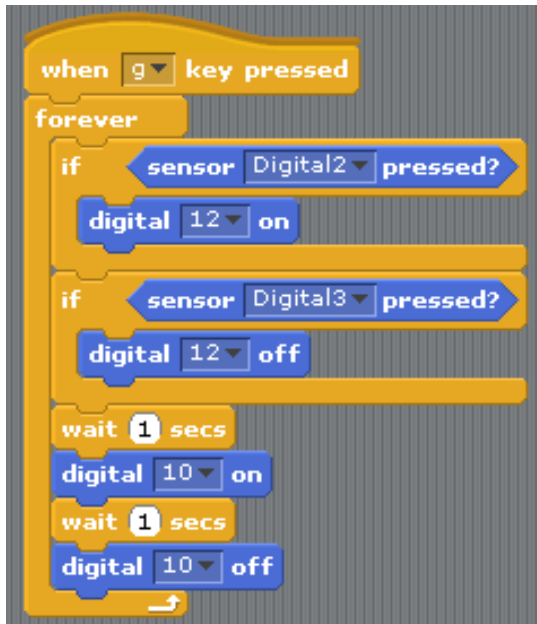 when g key pressed
forever
if sensor Digital2 pressed?
digital 12 on
if sensor Digital3 pressed?
digital 12 off
wait 1 secs
digital 10 on
wait 1 secs
digital 10 off